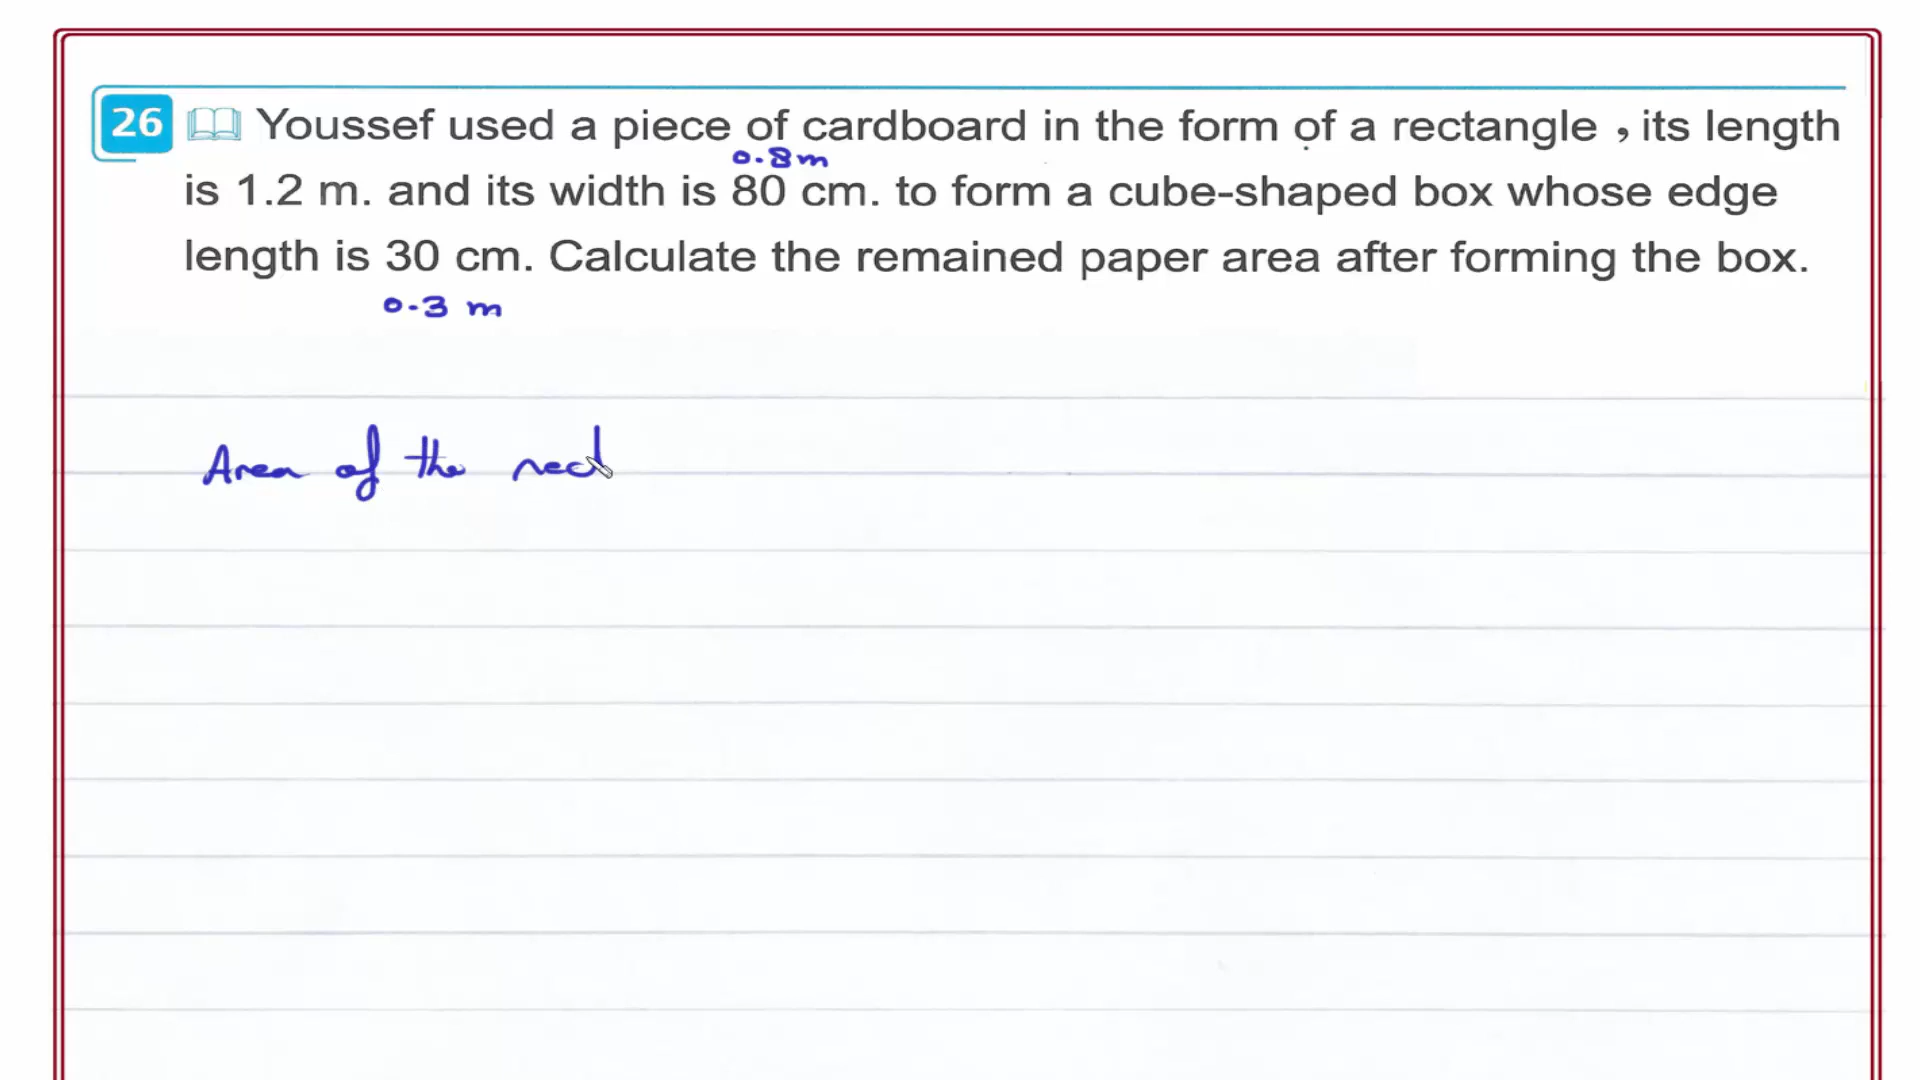 26 Youssef used a piece of cardboard in the form of a rectangle , its length
0.8 m
is 1.2 m. and its width is 80 cm. to form a cube-shaped box whose edge
length is 30 cm. Calculate the remained paper area after forming the box.
0.3 m
Area of the rect